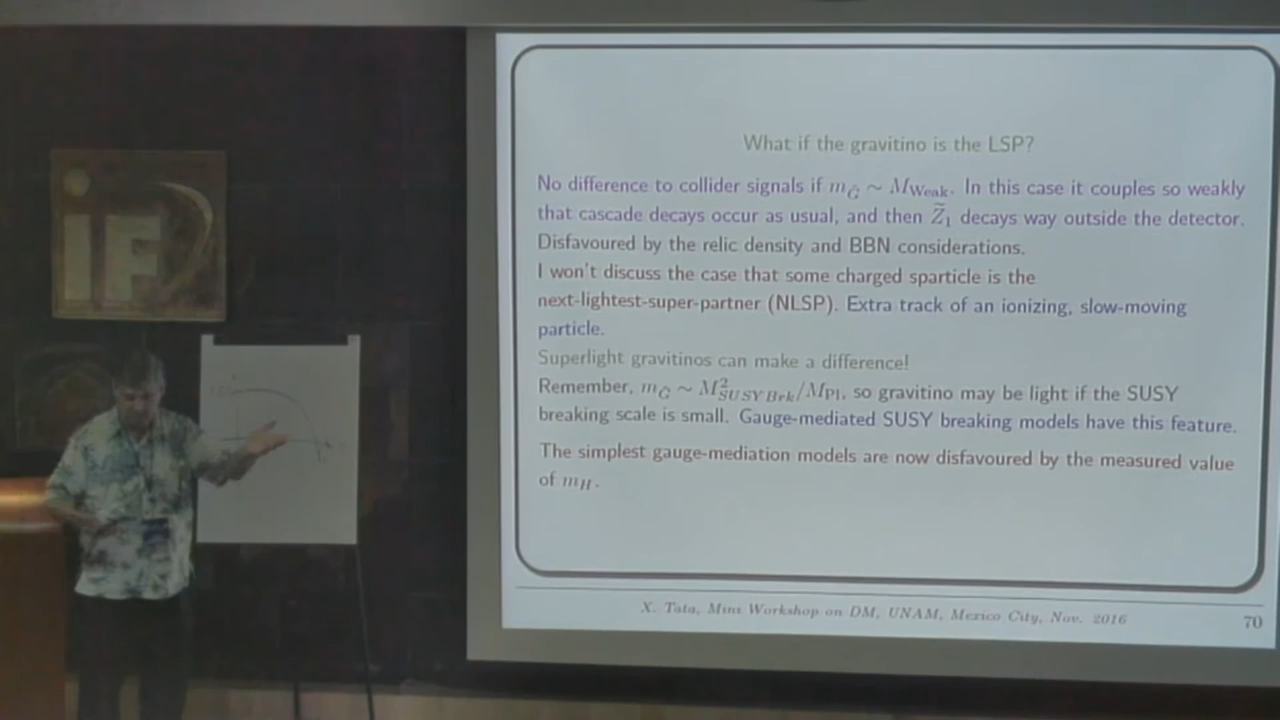 iF
What if the gravitino is the LSP?
No difference to collider signals if m_G̃ ∼ M_Weak. In this case it couples so weakly
that cascade decays occur as usual, and then Z̃₁ decays way outside the detector.
Disfavoured by the relic density and BBN considerations.
I won't discuss the case that some charged sparticle is the
next-lightest-super-partner (NLSP). Extra track of an ionizing, slow-moving
particle.
Superlight gravitinos can make a difference!
Remember, m_G̃ ∼ M²_SUSY Brk/M_Pl, so gravitino may be light if the SUSY
breaking scale is small. Gauge-mediated SUSY breaking models have this feature.
The simplest gauge-mediation models are now disfavoured by the measured value
of m_H.
X. Tata, Mini Workshop on DM, UNAM, Mexico City, Nov. 2016
70